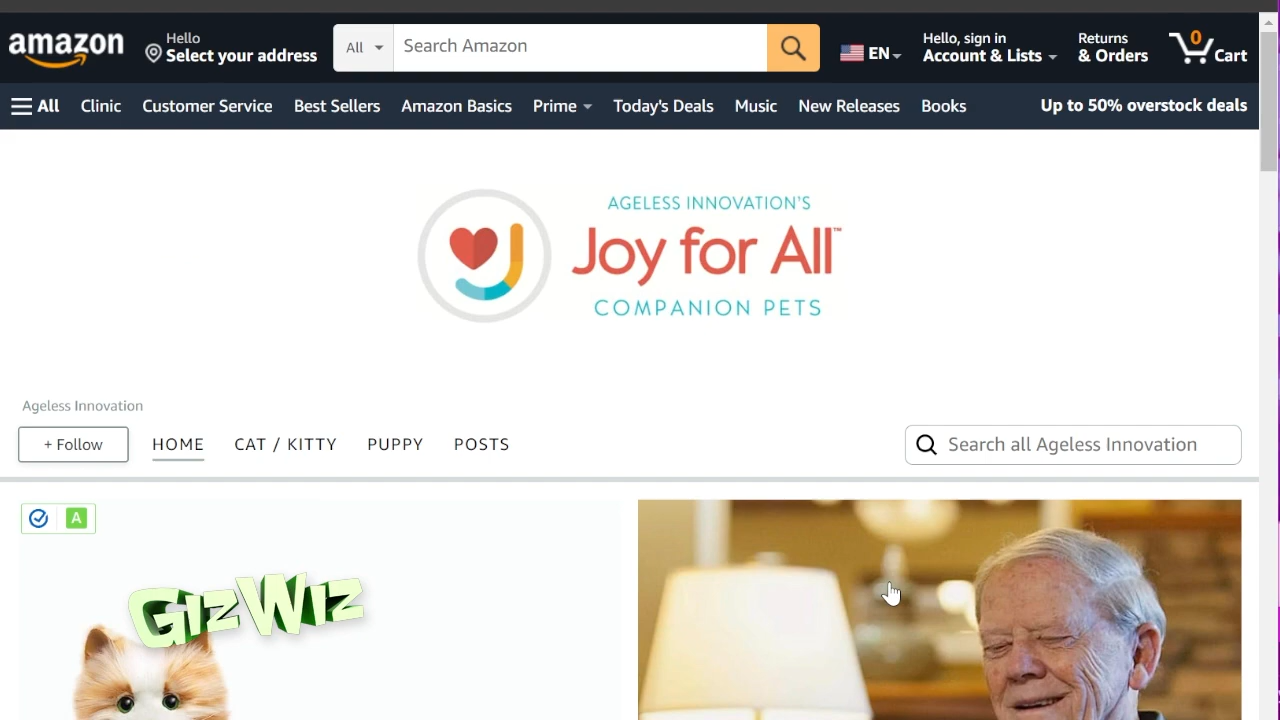 amazon
Hello
Select your address
All
Search Amazon
EN
Hello, sign in
Account & Lists
Returns
& Orders
0
Cart
All
Clinic
Customer Service
Best Sellers
Amazon Basics
Prime
Today's Deals
Music
New Releases
Books
Up to 50% overstock deals
AGELESS INNOVATION'S
Joy for All™
COMPANION PETS
Ageless Innovation
+ Follow
HOME
CAT / KITTY
PUPPY
POSTS
Search all Ageless Innovation
A
GIZWIZ